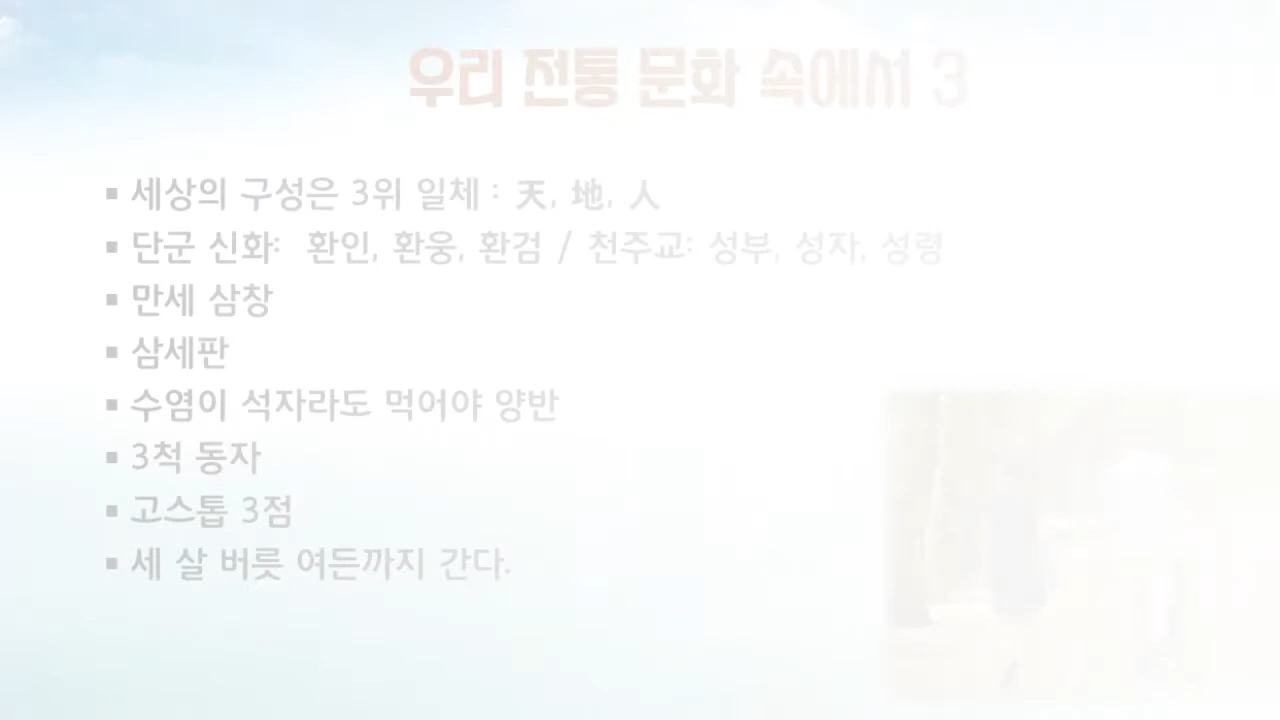 우리 전통 문화 속에서 3
▪ 세상의 구성은 3위 일체 : 天, 地, 人
▪ 단군 신화: 환인, 환웅, 환검 / 천주교: 성부, 성자, 성령
▪ 만세 삼창
▪ 삼세판
▪ 수염이 석자라도 먹어야 양반
▪ 3척 동자
▪ 고스톱 3점
▪ 세 살 버릇 여든까지 간다.